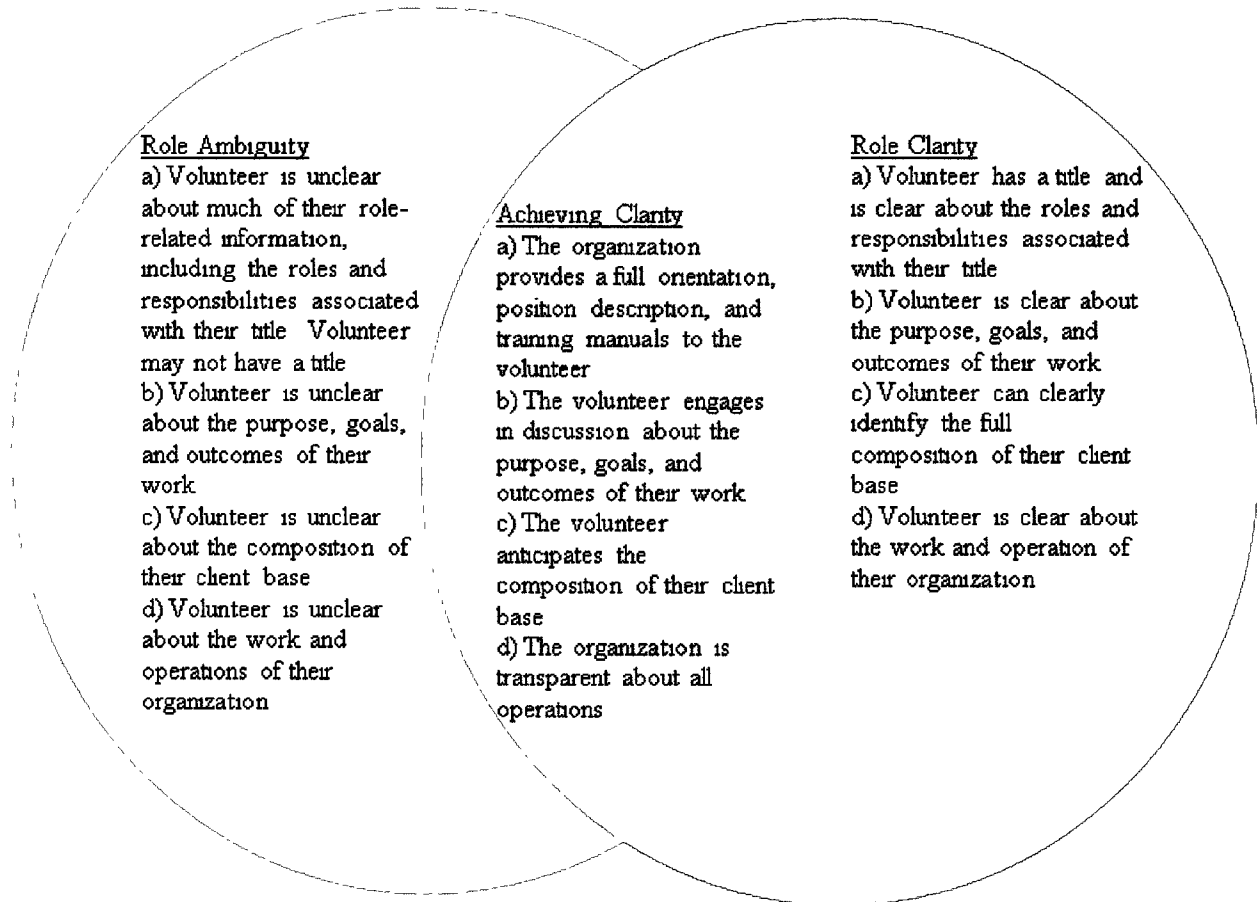 Role Ambiguity
a) Volunteer is unclear
about much of their role-
related information,
including the roles and
responsibilities associated
with their title Volunteer
may not have a title
b) Volunteer is unclear
about the purpose, goals,
and outcomes of their
work
c) Volunteer is unclear
about the composition of
their client base
d) Volunteer is unclear
about the work and
operations of their
organization
Achieving Clarity
a) The organization
provides a full orientation,
position description, and
training manuals to the
volunteer
b) The volunteer engages
in discussion about the
purpose, goals, and
outcomes of their work
c) The volunteer
anticipates the
composition of their client
base
d) The organization is
transparent about all
operations
Role Clarity
a) Volunteer has a title and
is clear about the roles and
responsibilities associated
with their title
b) Volunteer is clear about
the purpose, goals, and
outcomes of their work
c) Volunteer can clearly
identify the full
composition of their client
base
d) Volunteer is clear about
the work and operation of
their organization